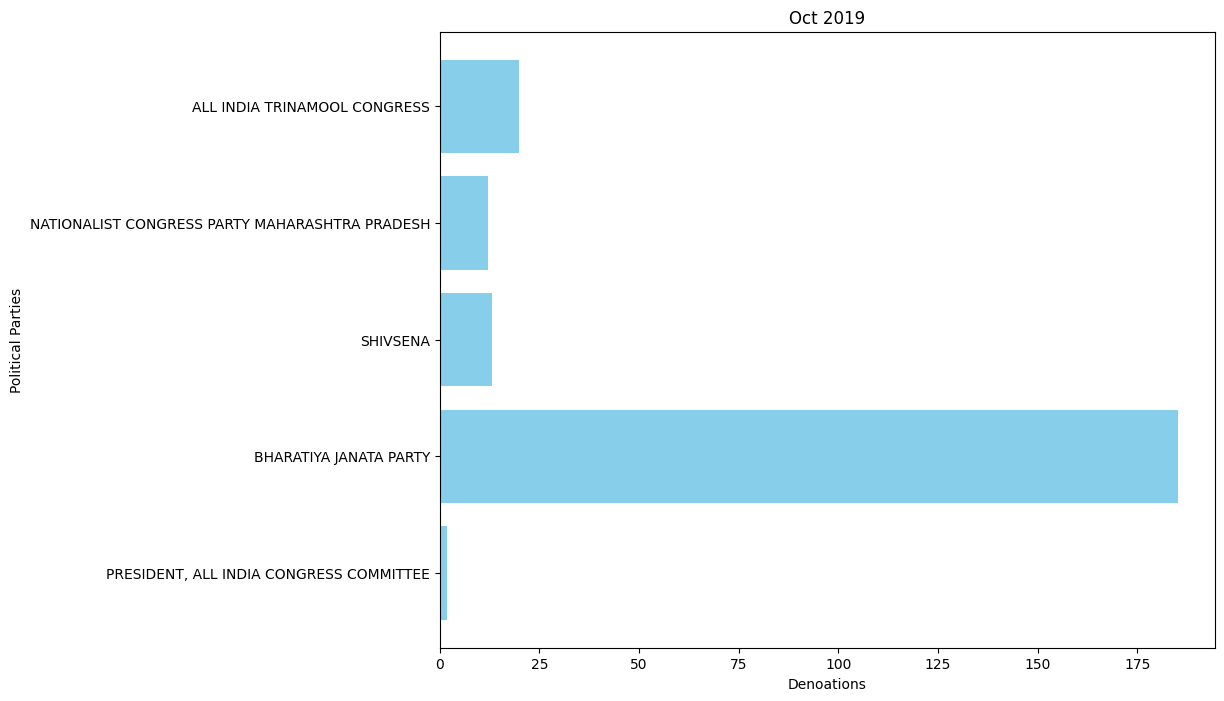 Oct 2019
Political Parties
ALL INDIA TRINAMOOL CONGRESS
NATIONALIST CONGRESS PARTY MAHARASHTRA PRADESH
SHIVSENA
BHARATIYA JANATA PARTY
PRESIDENT, ALL INDIA CONGRESS COMMITTEE
0 25 50 75 100 125 150 175
Denoations